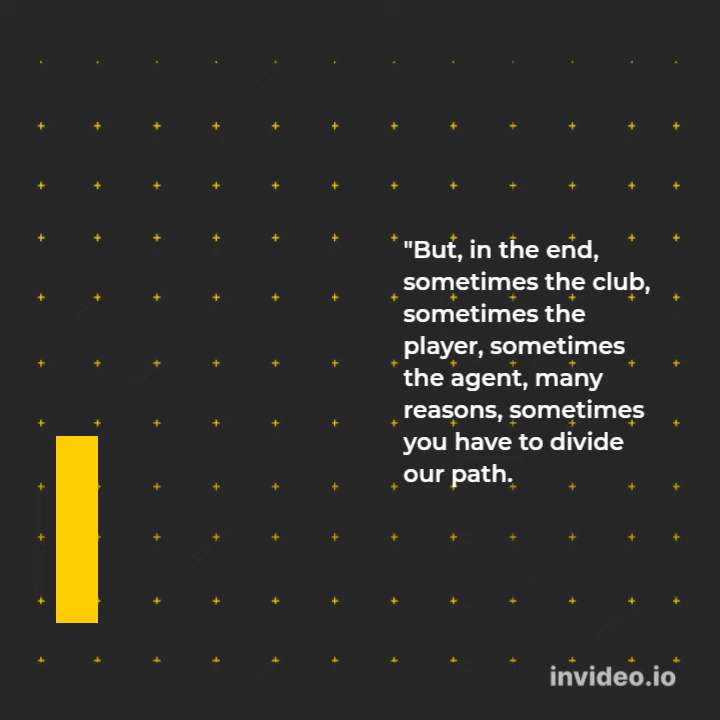 "But, in the end,
sometimes the club,
sometimes the
player, sometimes
the agent, many
reasons, sometimes
you have to divide
our path.
invideo.io